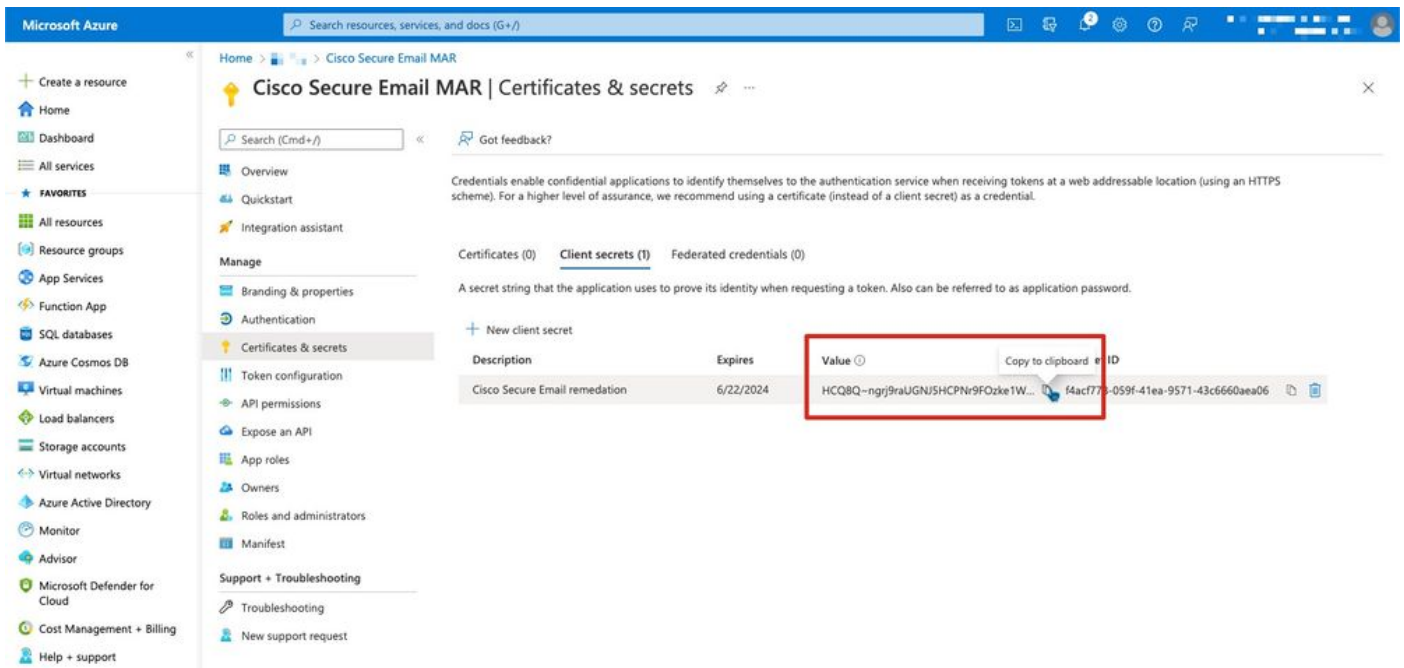 Microsoft Azure
Search resources, services, and docs (G+/)
2
Home > > Cisco Secure Email MAR
Cisco Secure Email MAR | Certificates & secrets
Create a resource
Home
Dashboard
All services
FAVORITES
All resources
Resource groups
App Services
Function App
SQL databases
Azure Cosmos DB
Virtual machines
Load balancers
Storage accounts
Virtual networks
Azure Active Directory
Monitor
Advisor
Microsoft Defender for
Cloud
Cost Management + Billing
Help + support
Search (Cmd+/)
Overview
Quickstart
Integration assistant
Manage
Branding & properties
Authentication
Certificates & secrets
Token configuration
API permissions
Expose an API
App roles
Owners
Roles and administrators
Manifest
Support + Troubleshooting
Troubleshooting
New support request
Got feedback?
Credentials enable confidential applications to identify themselves to the authentication service when receiving tokens at a web addressable location (using an HTTPS
scheme). For a higher level of assurance, we recommend using a certificate (instead of a client secret) as a credential.
Certificates (0) Client secrets (1) Federated credentials (0)
A secret string that the application uses to prove its identity when requesting a token. Also can be referred to as application password.
New client secret
Description Expires Value Copy to clipboard ID
Cisco Secure Email remedation 6/22/2024 HCQ8Q~ngrj9raUGNJ5HCPNr9FOzke1W... f4acf773-059f-41ea-9571-43c6660aea06